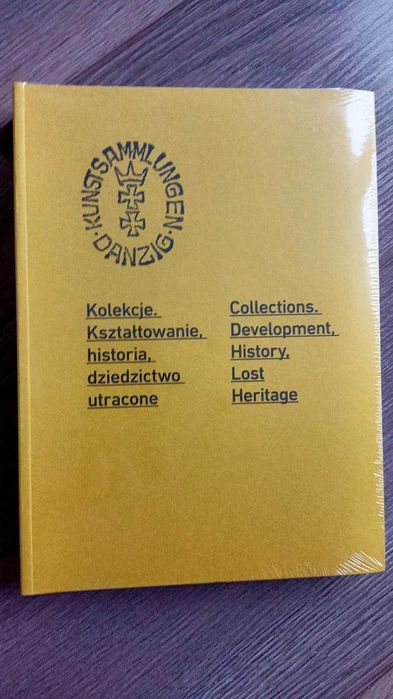 KUNSTSAMMLUNGEN
DANZIG
Kolekcje.
Kształtowanie,
historia,
dziedzictwo
utracone
Collections.
Development,
History,
Lost
Heritage